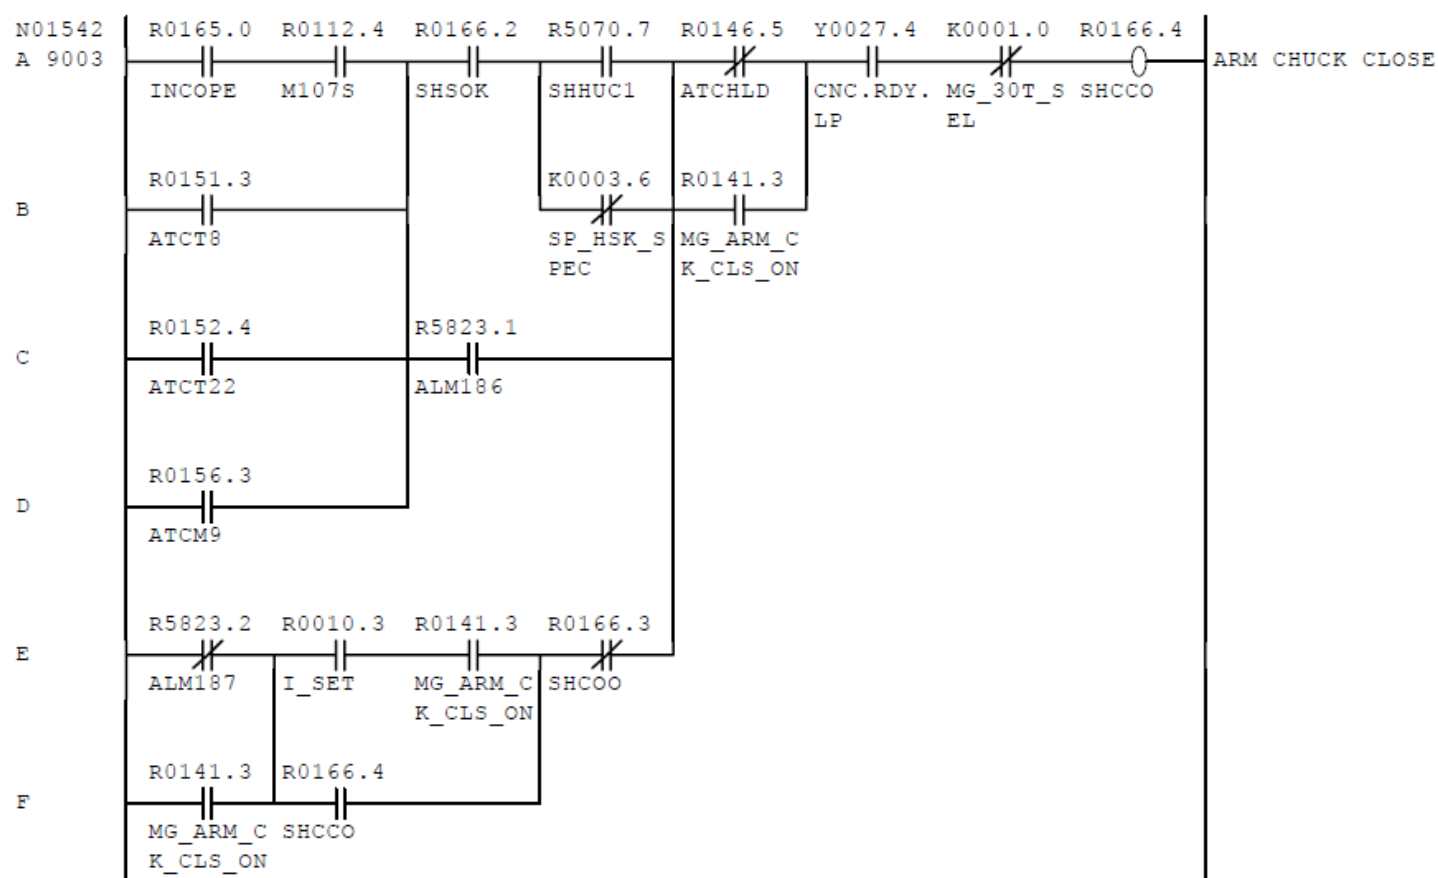 N01542 R0165.0 R0112.4 R0166.2 R5070.7 R0146.5 Y0027.4 K0001.0 R0166.4
A 9003 ARM CHUCK CLOSE
INCOPE M107S SHSOK SHHUC1 ATCHLD CNC.RDY. MG_30T_S SHCCO
LP EL
R0151.3 K0003.6 R0141.3
B
ATCT8 SP_HSK_S MG_ARM_C
PEC K_CLS_ON
R0152.4 R5823.1
C
ATCT22 ALM186
R0156.3
D
ATCM9
R5823.2 R0010.3 R0141.3 R0166.3
E
ALM187 I_SET MG_ARM_C SHCOO
K_CLS_ON
R0141.3 R0166.4
F
MG_ARM_C SHCCO
K_CLS_ON